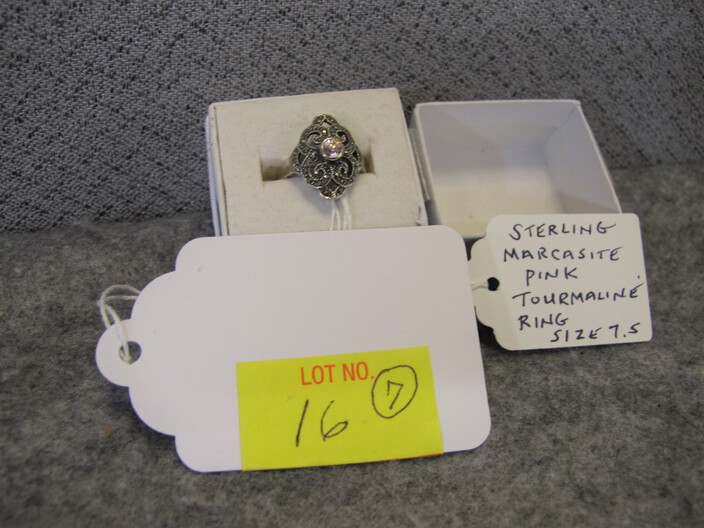 STERLING
MARCASITE
PINK
TOURMALINE
RING
SIZE 7.5
LOT NO.
16 7